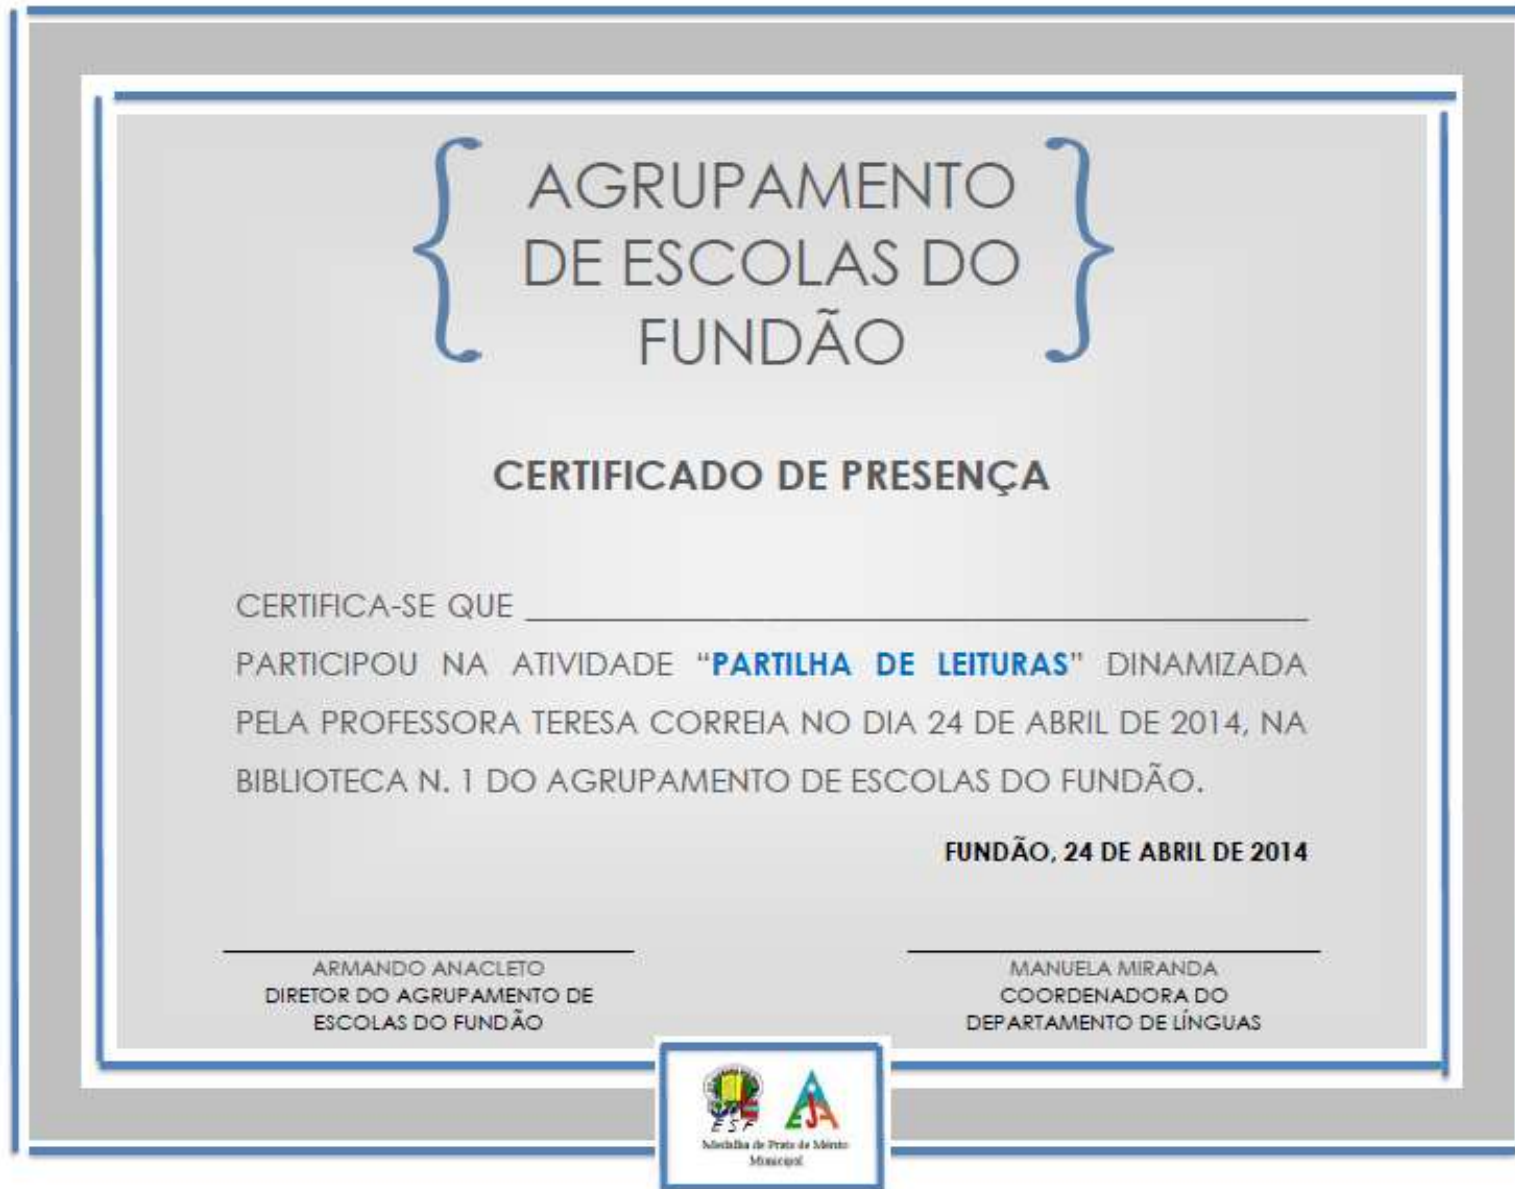 AGRUPAMENTO
DE ESCOLAS DO
FUNDÃO
CERTIFICADO DE PRESENÇA
CERTIFICA-SE QUE
PARTICIPOU NA ATIVIDADE “PARTILHA DE LEITURAS” DINAMIZADA
PELA PROFESSORA TERESA CORREIA NO DIA 24 DE ABRIL DE 2014, NA
BIBLIOTECA N. 1 DO AGRUPAMENTO DE ESCOLAS DO FUNDÃO.
FUNDÃO, 24 DE ABRIL DE 2014
ARMANDO ANACLETO
DIRETOR DO AGRUPAMENTO DE
ESCOLAS DO FUNDÃO
MANUELA MIRANDA
COORDENADORA DO
DEPARTAMENTO DE LÍNGUAS
ESF
EJA
Medalha de Prata de Mérito
Municipal